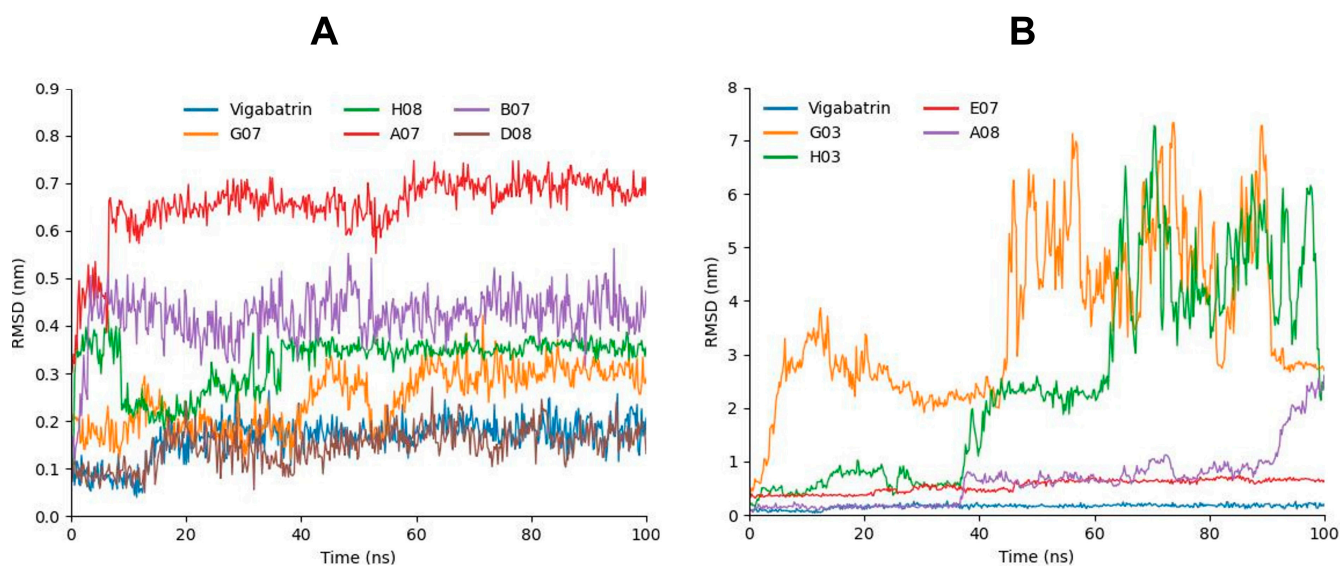 A
B
Vigabatrin H08 B07
G07 A07 D08
0.9
0.8
0.7
0.6
0.5
0.4
0.3
0.2
0.1
0.0
RMSD (nm)
0 20 40 60 80 100
Time (ns)
Vigabatrin E07
G03 A08
H03
8
7
6
5
4
3
2
1
0
RMSD (nm)
0 20 40 60 80 100
Time (ns)